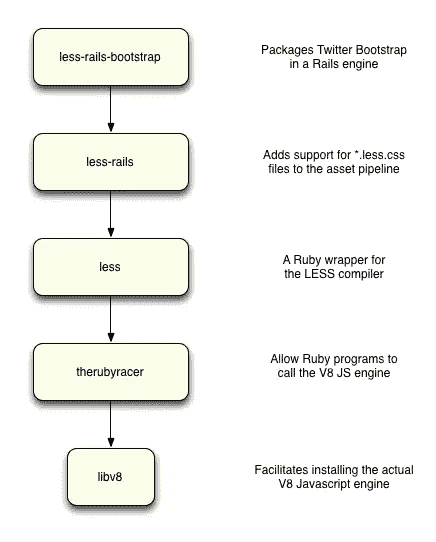 less-rails-bootstrap
Packages Twitter Bootstrap
in a Rails engine
less-rails
Adds support for *.less.css
files to the asset pipeline
less
A Ruby wrapper for
the LESS compiler
therubyracer
Allow Ruby programs to
call the V8 JS engine
libv8
Facilitates installing the actual
V8 Javascript engine